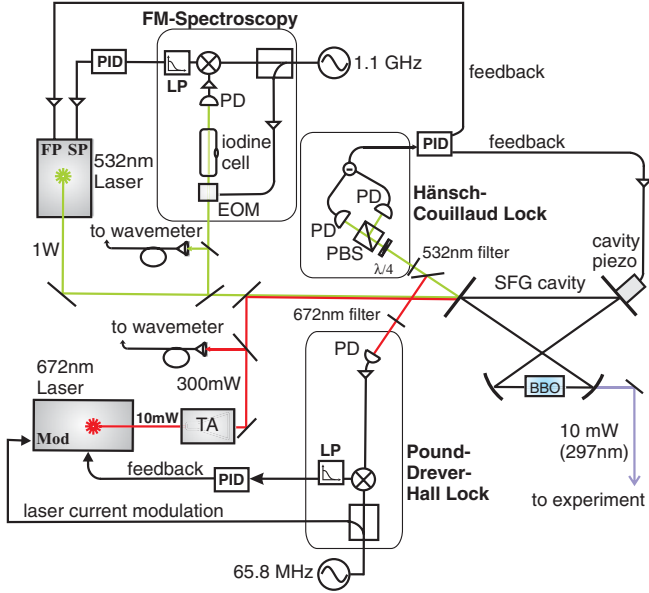 FM-Spectroscopy
PID
LP
1.1 GHz
feedback
PD
FP SP
532nm
Laser
iodine
cell
EOM
PID
feedback
PD
Hänsch-
Couillaud Lock
PD
PBS
λ/4
532nm filter
1W
to wavemeter
cavity
piezo
SFG cavity
672nm filter
to wavemeter
PD
672nm
Laser
300mW
10mW
TA
Mod
BBO
10 mW
(297nm)
to experiment
LP
Pound-
Drever-
Hall Lock
feedback
PID
laser current modulation
65.8 MHz